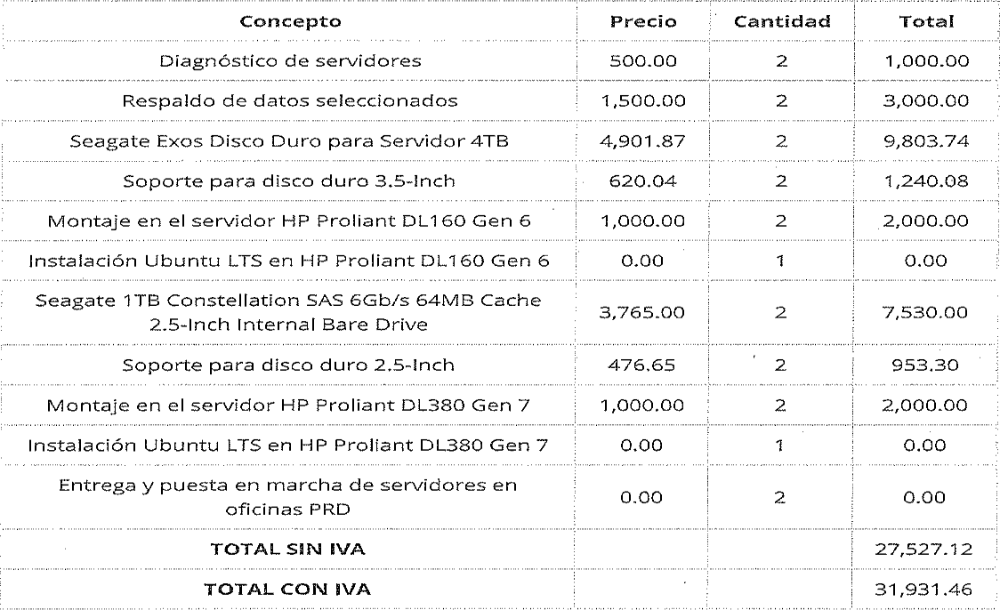 Concepto Precio Cantidad Total
Diagnóstico de servidores 500.00 2 1,000.00
Respaldo de datos seleccionados 1,500.00 2 3,000.00
Seagate Exos Disco Duro para Servidor 4TB 4,901.87 2 9,803.74
Soporte para disco duro 3.5-Inch 620.04 2 1,240.08
Montaje en el servidor HP Proliant DL160 Gen 6 1,000.00 2 2,000.00
Instalación Ubuntu LTS en HP Proliant DL160 Gen 6 0.00 1 0.00
Seagate 1TB Constellation SAS 6Gb/s 64MB Cache
2.5-Inch Internal Bare Drive 3,765.00 2 7,530.00
Soporte para disco duro 2.5-Inch 476.65 2 953.30
Montaje en el servidor HP Proliant DL380 Gen 7 1,000.00 2 2,000.00
Instalación Ubuntu LTS en HP Proliant DL380 Gen 7 0.00 1 0.00
Entrega y puesta en marcha de servidores en
oficinas PRD 0.00 2 0.00
TOTAL SIN IVA 27,527.12
TOTAL CON IVA 31,931.46